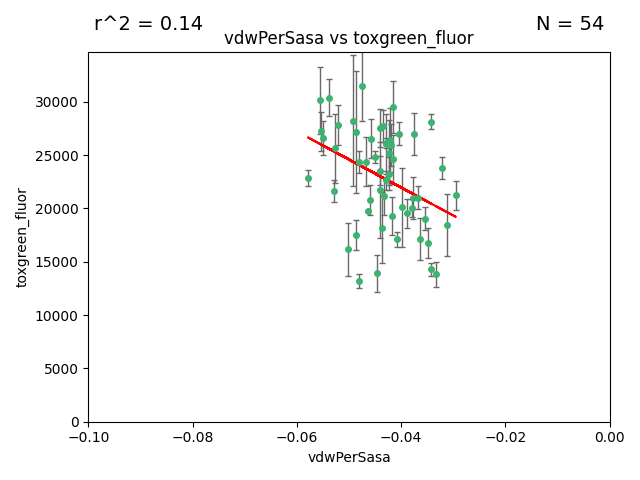 r^2 = 0.14
N = 54
vdwPerSasa vs toxgreen_fluor
30000
25000
20000
15000
10000
5000
0
toxgreen_fluor
−0.10
−0.08
−0.06
−0.04
−0.02
0.00
vdwPerSasa